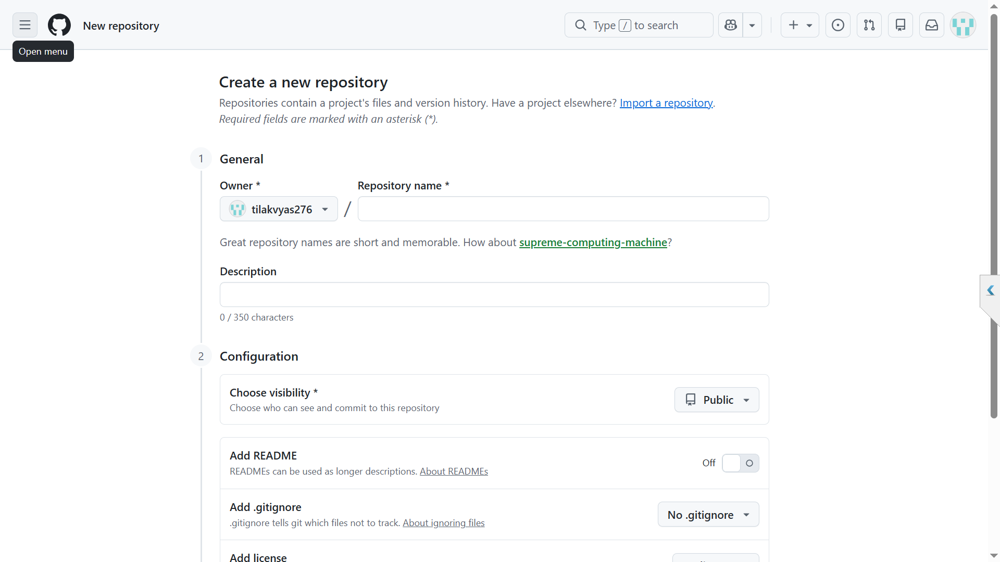 New repository
Type / to search
Open menu
Create a new repository
Repositories contain a project's files and version history. Have a project elsewhere? Import a repository.
Required fields are marked with an asterisk (*).
1 General
Owner * Repository name *
tilakvyas276 /
Great repository names are short and memorable. How about supreme-computing-machine?
Description
0 / 350 characters
2 Configuration
Choose visibility *
Choose who can see and commit to this repository
Public
Add README
READMEs can be used as longer descriptions. About READMEs
Off
Add .gitignore
.gitignore tells git which files not to track. About ignoring files
No .gitignore
Add license